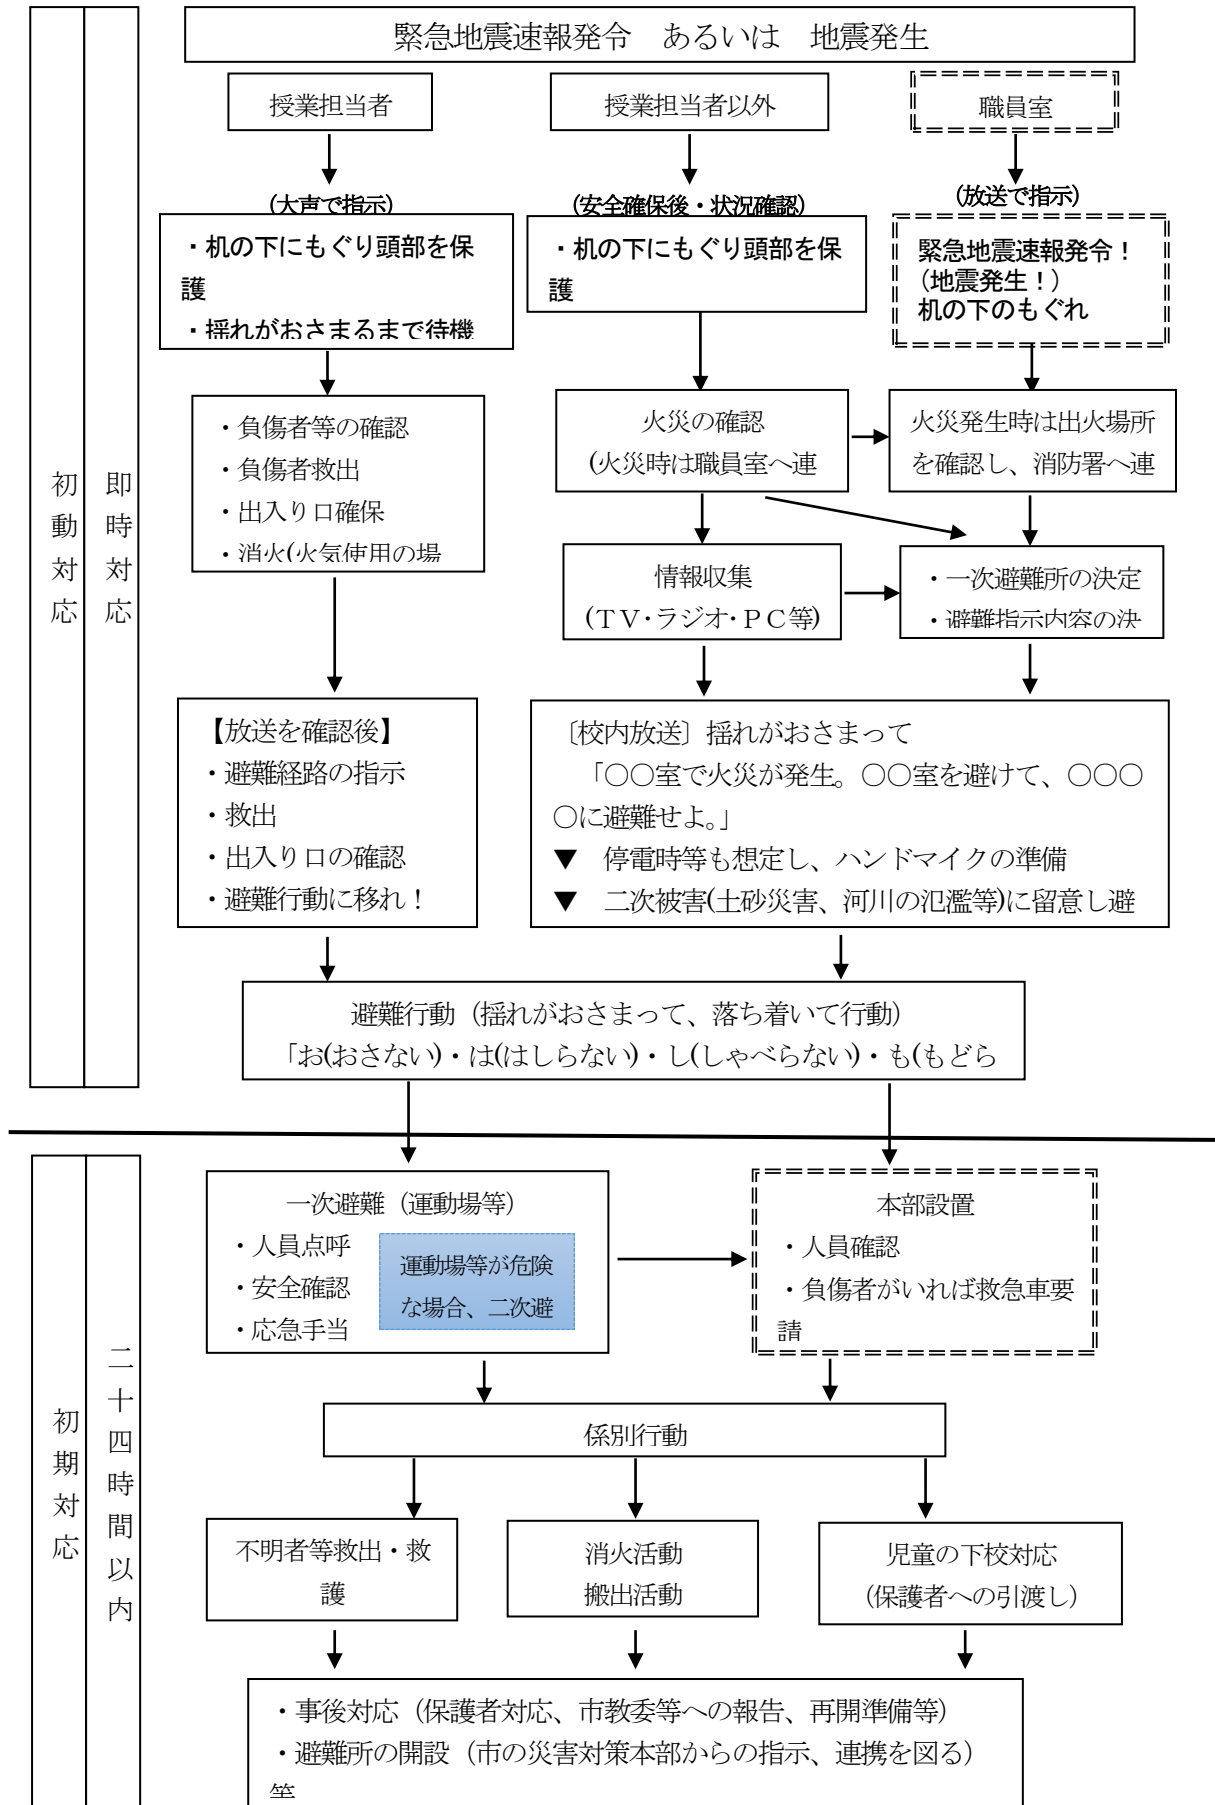 緊急地震速報発令　あるいは　地震発生
授業担当者
授業担当者以外
職員室
(大声で指示)
(安全確保後・状況確認)
(放送で指示)
・机の下にもぐり頭部を保
護
・揺れがおさまるまで待機
・机の下にもぐり頭部を保
護
緊急地震速報発令！
(地震発生！)
机の下のもぐれ
・負傷者等の確認
・負傷者救出
・出入り口確保
・消火(火気使用の場
火災の確認
(火災時は職員室へ連
火災発生時は出火場所
を確認し、消防署へ連
情報収集
(ＴＶ・ラジオ・ＰＣ等)
・一次避難所の決定
・避難指示内容の決
初動対応
即時対応
【放送を確認後】
・避難経路の指示
・救出
・出入り口の確認
・避難行動に移れ！
〔校内放送〕揺れがおさまって
「〇〇室で火災が発生。〇〇室を避けて、〇〇〇
〇に避難せよ。」
▼　停電時等も想定し、ハンドマイクの準備
▼　二次被害(土砂災害、河川の氾濫等)に留意し避
避難行動（揺れがおさまって、落ち着いて行動）
「お(おさない)・は(はしらない)・し(しゃべらない)・も(もどら
一次避難（運動場等）
・人員点呼
・安全確認
・応急手当
運動場等が危険
な場合、二次避
本部設置
・人員確認
・負傷者がいれば救急車要
請
初期対応
二十四時間以内
係別行動
不明者等救出・救
護
消火活動
搬出活動
児童の下校対応
（保護者への引渡し）
・事後対応（保護者対応、市教委等への報告、再開準備等）
・避難所の開設（市の災害対策本部からの指示、連携を図る）
等